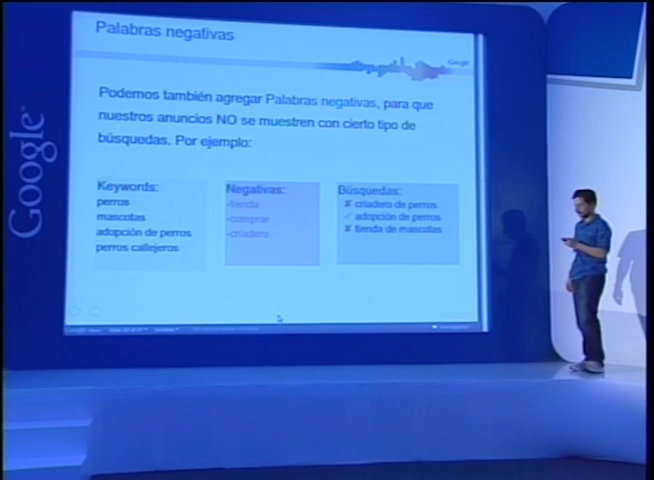 Palabras negativas
Google
Podemos también agregar Palabras negativas, para que
nuestros anuncios NO se muestren con cierto tipo de
búsquedas. Por ejemplo:
Keywords:
perros
mascotas
adopción de perros
perros callejeros
Negativas:
-tienda
-comprar
-criadero
Búsquedas:
✘ criadero de perros
✓ adopción de perros
✘ tienda de mascotas
Google